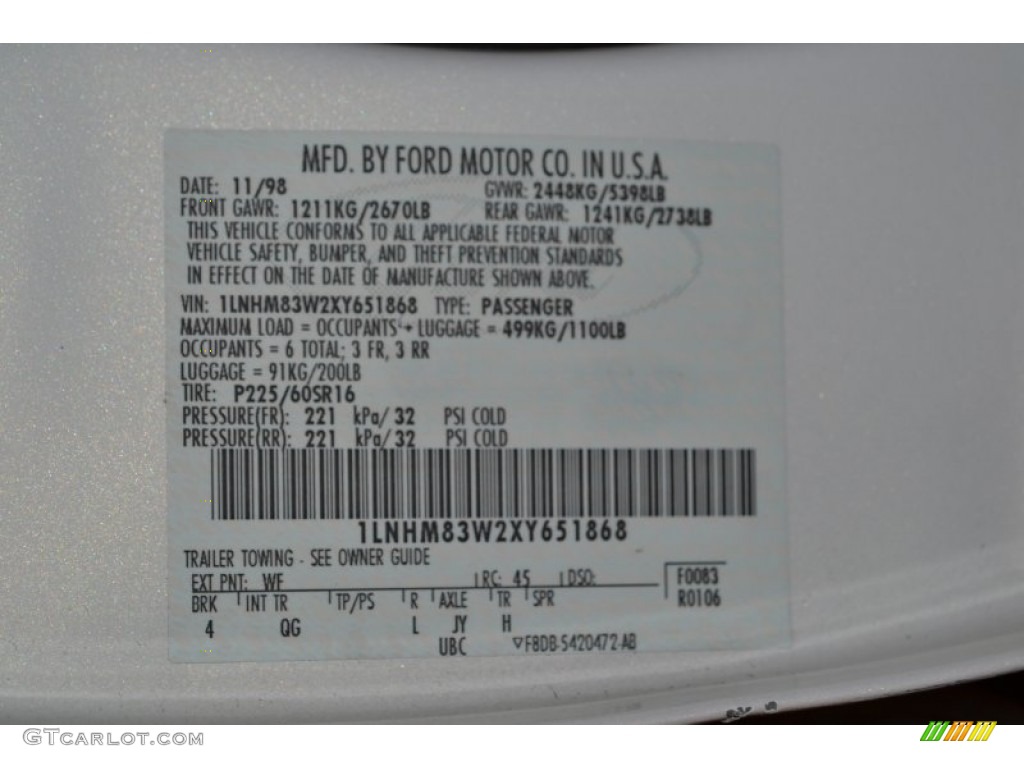 MFD. BY FORD MOTOR CO. IN U.S.A.
DATE: 11/98 GVWR: 2448KG/5398LB
FRONT GAWR: 1211KG/2670LB REAR GAWR: 1241KG/2738LB
THIS VEHICLE CONFORMS TO ALL APPLICABLE FEDERAL MOTOR
VEHICLE SAFETY, BUMPER, AND THEFT PREVENTION STANDARDS
IN EFFECT ON THE DATE OF MANUFACTURE SHOWN ABOVE.
VIN: 1LNHM83W2XY651868 TYPE: PASSENGER
MAXIMUM LOAD = OCCUPANTS + LUGGAGE = 499KG/1100LB
OCCUPANTS = 6 TOTAL; 3 FR, 3 RR
LUGGAGE = 91KG/200LB
TIRE: P225/60SR16
PRESSURE(FR): 221 kPa/ 32 PSI COLD
PRESSURE(RR): 221 kPa/ 32 PSI COLD
1LNHM83W2XY651868
TRAILER TOWING - SEE OWNER GUIDE
EXT PNT: WF RC: 45 DSO: F0083
BRK INT TR TP/PS R AXLE TR SPR R0106
4 QG L JY H
UBC ▽F8DB-5420472-AB
GTcarlot.com